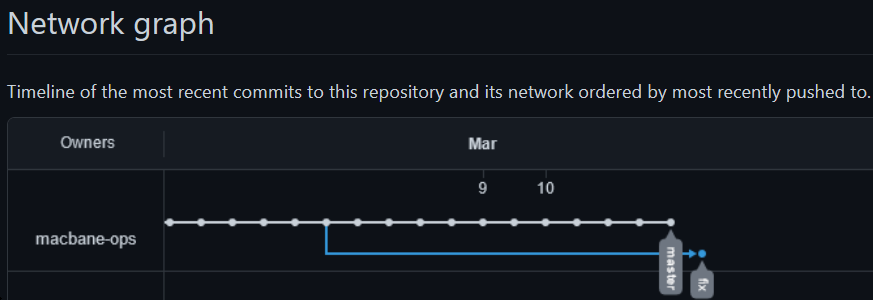 Network graph
Timeline of the most recent commits to this repository and its network ordered by most recently pushed to.
Owners
Mar
9
10
macbane-ops
master
fix